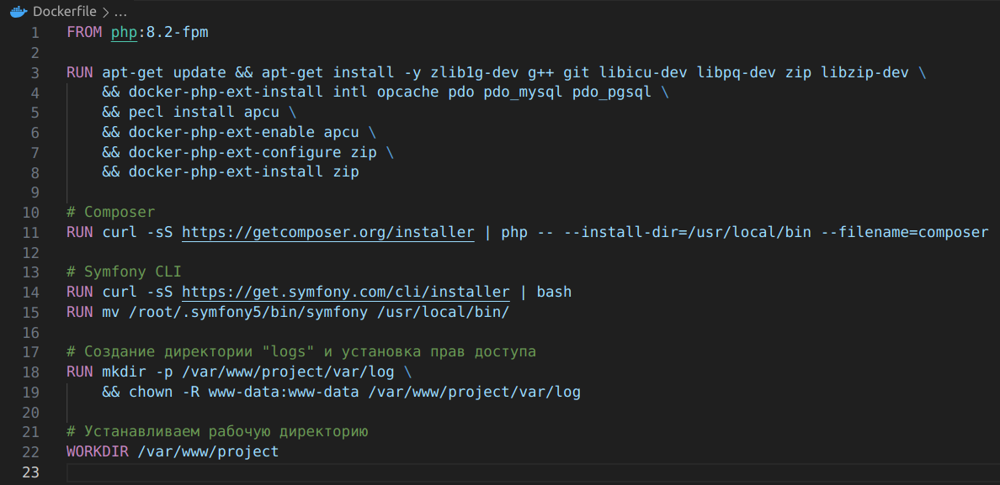 Dockerfile > ...
1 FROM php:8.2-fpm
2
3 RUN apt-get update && apt-get install -y zlib1g-dev g++ git libicu-dev libpq-dev zip libzip-dev \
4 && docker-php-ext-install intl opcache pdo pdo_mysql pdo_pgsql \
5 && pecl install apcu \
6 && docker-php-ext-enable apcu \
7 && docker-php-ext-configure zip \
8 && docker-php-ext-install zip
9
10 # Composer
11 RUN curl -sS https://getcomposer.org/installer | php -- --install-dir=/usr/local/bin --filename=composer
12
13 # Symfony CLI
14 RUN curl -sS https://get.symfony.com/cli/installer | bash
15 RUN mv /root/.symfony5/bin/symfony /usr/local/bin/
16
17 # Создание директории "logs" и установка прав доступа
18 RUN mkdir -p /var/www/project/var/log \
19 && chown -R www-data:www-data /var/www/project/var/log
20
21 # Устанавливаем рабочую директорию
22 WORKDIR /var/www/project
23